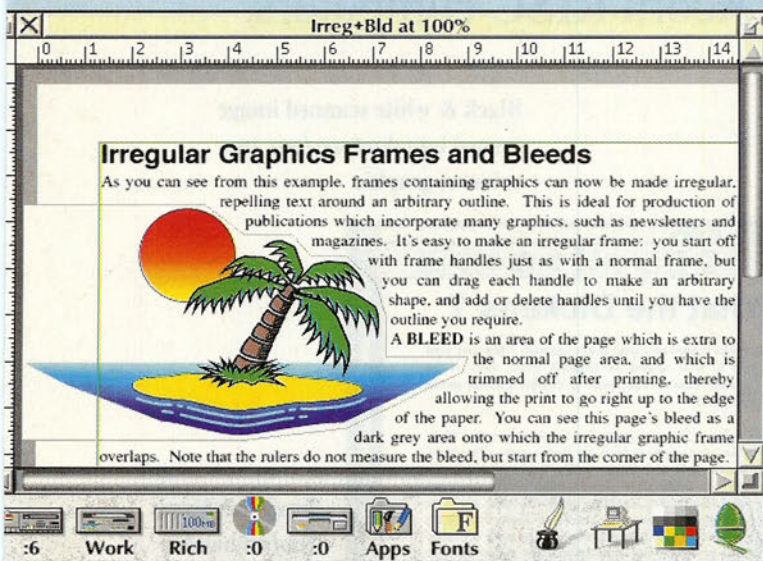 Irreg+Bld at 100%
0 1 2 3 4 5 6 7 8 9 10 11 12 13 14
Irregular Graphics Frames and Bleeds
As you can see from this example, frames containing graphics can now be made irregular,
repelling text around an arbitrary outline. This is ideal for production of
publications which incorporate many graphics, such as newsletters and
magazines. It's easy to make an irregular frame: you start off
with frame handles just as with a normal frame, but
you can drag each handle to make an arbitrary
shape, and add or delete handles until you have the
outline you require.
A BLEED is an area of the page which is extra to
the normal page area, and which is
trimmed off after printing, thereby
allowing the print to go right up to the edge
of the paper. You can see this page's bleed as a
dark grey area onto which the irregular graphic frame
overlaps. Note that the rulers do not measure the bleed, but start from the corner of the page.
100MB
F
:6 Work Rich :0 :0 Apps Fonts